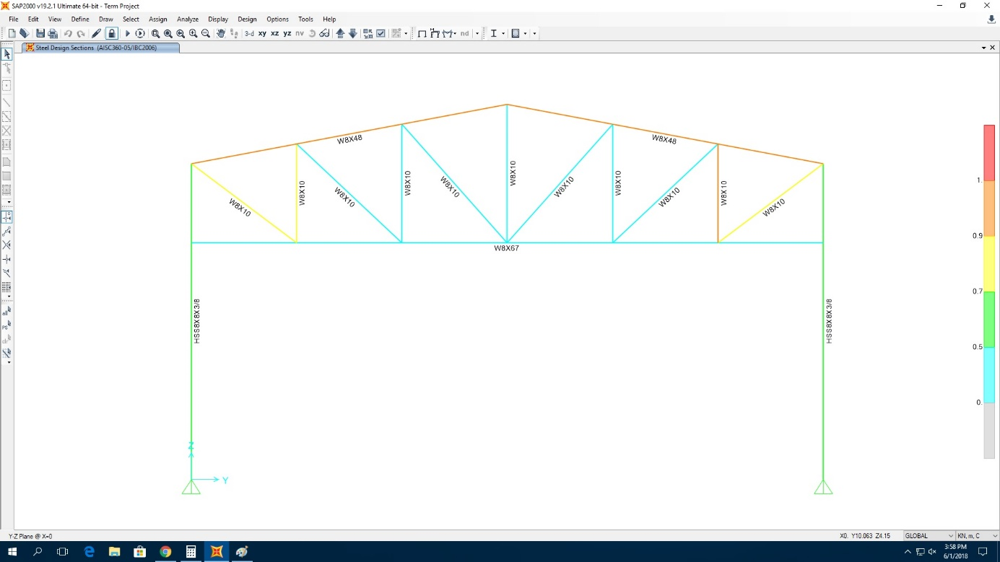 SAP2000 v19.2.1 Ultimate 64-bit - Term Project
File Edit View Define Draw Select Assign Analyze Display Design Options Tools Help
3-d xy xz yz nv nd
Steel Design Sections (AISC360-05/IBC2006)
W8X48 W8X48
W8X10 W8X10 W8X10 W8X10 W8X10 W8X10 W8X10 W8X10 W8X10 W8X10 W8X10
W8X67
HSS8X8X3/8 HSS8X8X3/8
1.
0.9
0.7
0.5
0.
Z
Y
Y-Z Plane @ X=0 X0. Y10.063 Z4.15 GLOBAL KN, m, C
3:58 PM
6/1/2018